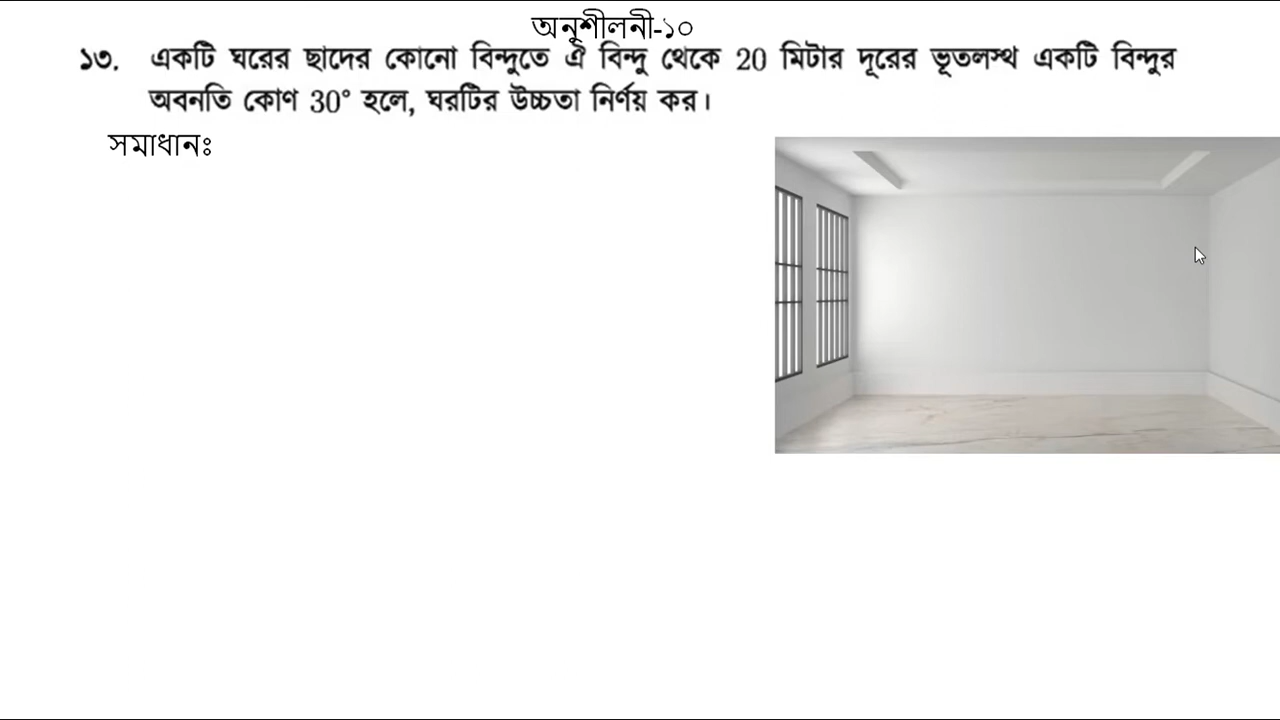 অনুশীলনী-১০
১৩. একটি ঘরের ছাদের কোনো বিন্দুতে ঐ বিন্দু থেকে 20 মিটার দূরের ভূতলস্থ একটি বিন্দুর
অবনতি কোণ 30° হলে, ঘরটির উচ্চতা নির্ণয় কর।
সমাধানঃ